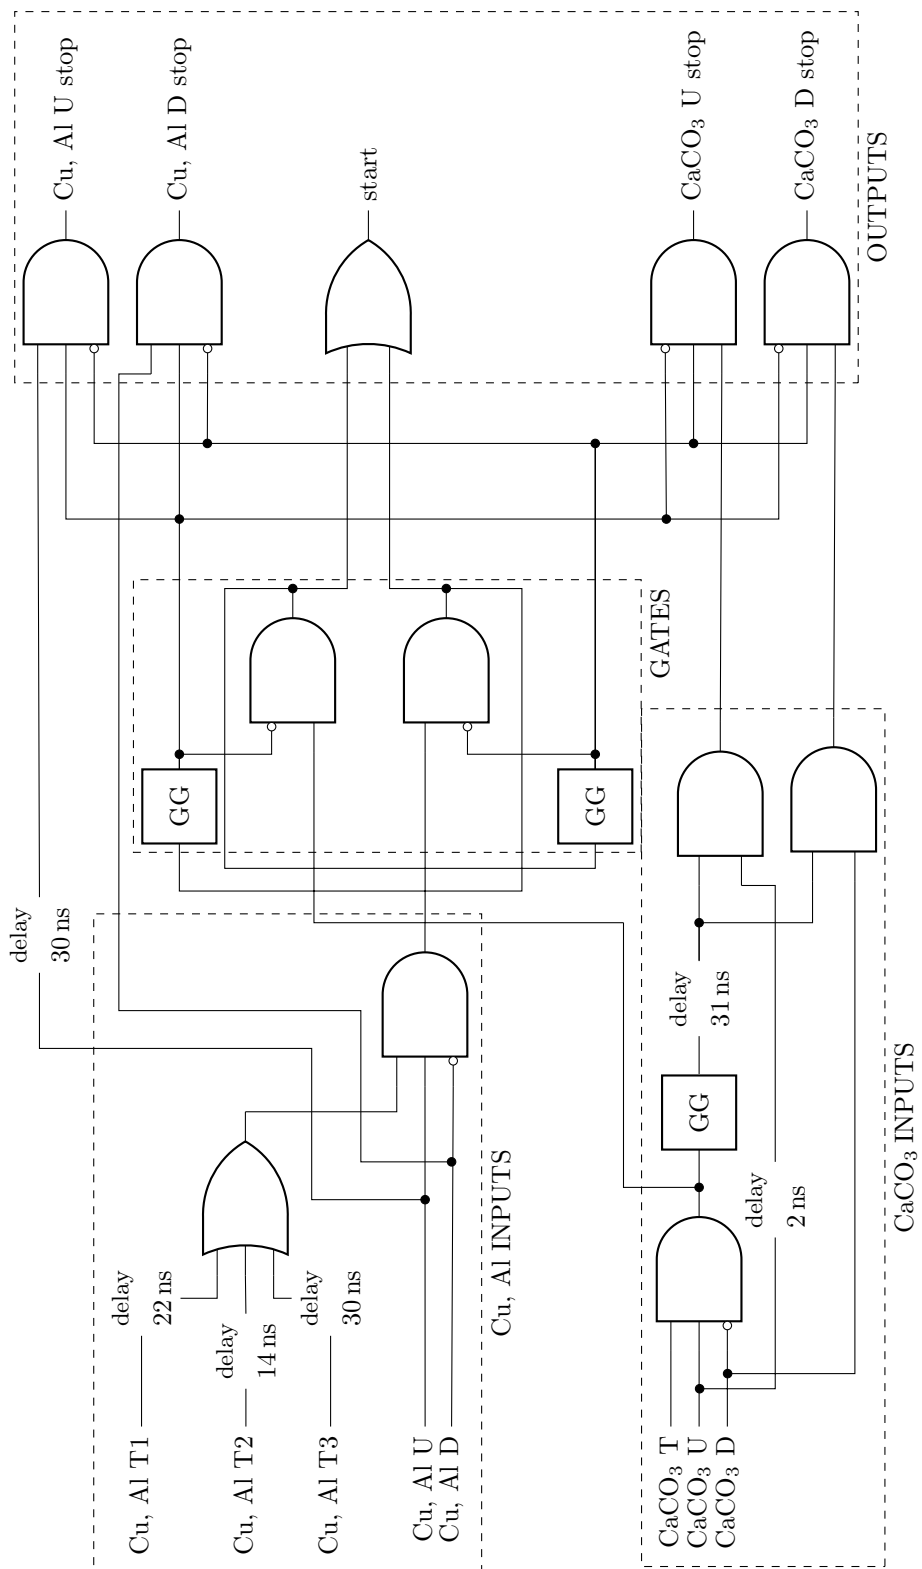 Cu, Al T1
Cu, Al T2
Cu, Al T3
Cu, Al U
Cu, Al D
delay
22 ns
delay
14 ns
delay
30 ns
Cu, Al INPUTS
delay
30 ns
CaCO3 T
CaCO3 U
CaCO3 D
delay
2 ns
GG
delay
31 ns
CaCO3 INPUTS
GG
GG
GATES
Cu, Al U stop
Cu, Al D stop
start
CaCO3 U stop
CaCO3 D stop
OUTPUTS